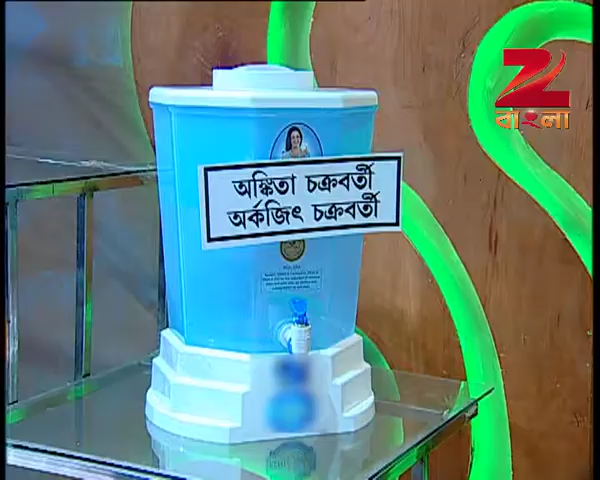 বাংলা
অঙ্কিতা চক্রবর্তী
অর্কজিৎ চক্রবর্তী